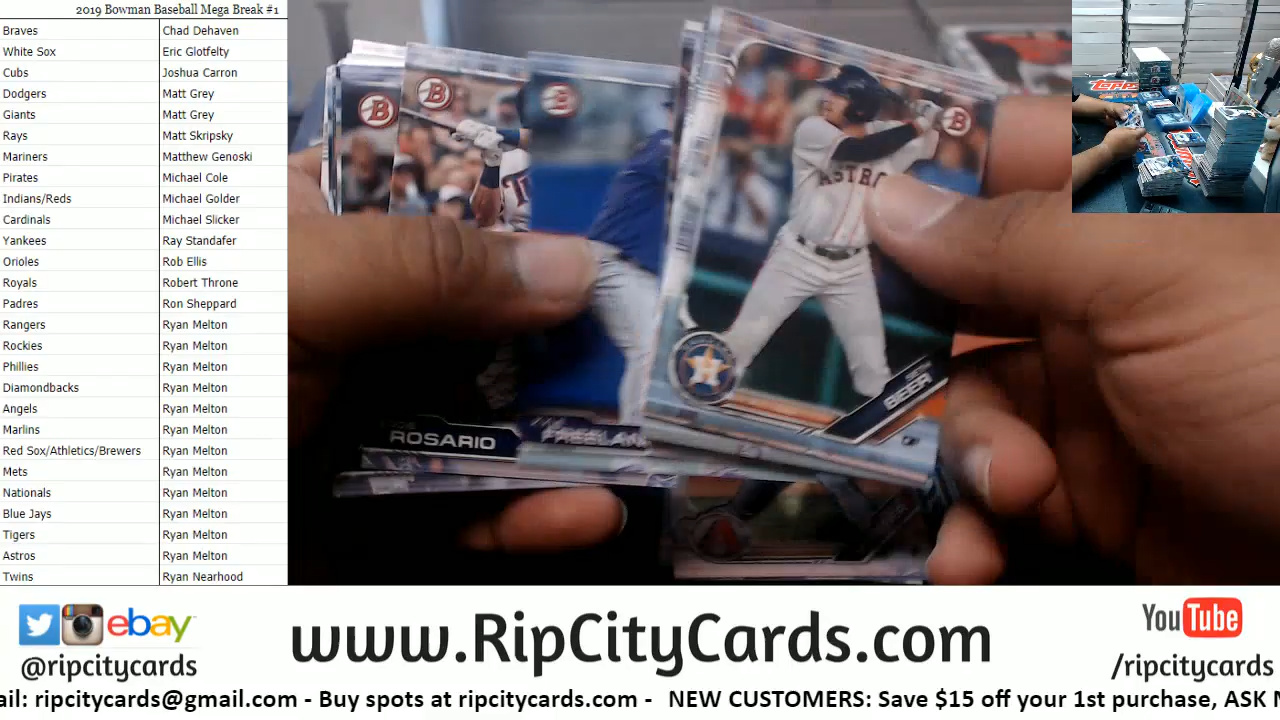 2019 Bowman Baseball Mega Break #1
Braves Chad Dehaven
White Sox Eric Glotfelty
Cubs Joshua Carron
Dodgers Matt Grey
Giants Matt Grey
Rays Matt Skripsky
Mariners Matthew Genoski
Pirates Michael Cole
Indians/Reds Michael Golder
Cardinals Michael Slicker
Yankees Ray Standafer
Orioles Rob Ellis
Royals Robert Throne
Padres Ron Sheppard
Rangers Ryan Melton
Rockies Ryan Melton
Phillies Ryan Melton
Diamondbacks Ryan Melton
Angels Ryan Melton
Marlins Ryan Melton
Red Sox/Athletics/Brewers Ryan Melton
Mets Ryan Melton
Nationals Ryan Melton
Blue Jays Ryan Melton
Tigers Ryan Melton
Astros Ryan Melton
Twins Ryan Nearhood
B
B
B
B
ASTRO
H
BEER
ROSARIO
FREELAN
TOPPS
ebay
@ripcitycards
www.RipCityCards.com
YouTube
/ripcitycards
ail: ripcitycards@gmail.com - Buy spots at ripcitycards.com - NEW CUSTOMERS: Save $15 off your 1st purchase, ASK